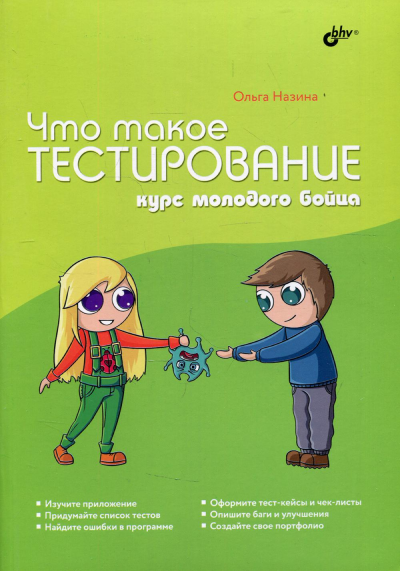 bhv®
Ольга Назина
Что такое
ТЕСТИРОВАНИЕ
курс молодого бойца
▪ Изучите приложение
▪ Придумайте список тестов
▪ Найдите ошибки в программе
▪ Оформите тест-кейсы и чек-листы
▪ Опишите баги и улучшения
▪ Создайте свое портфолио